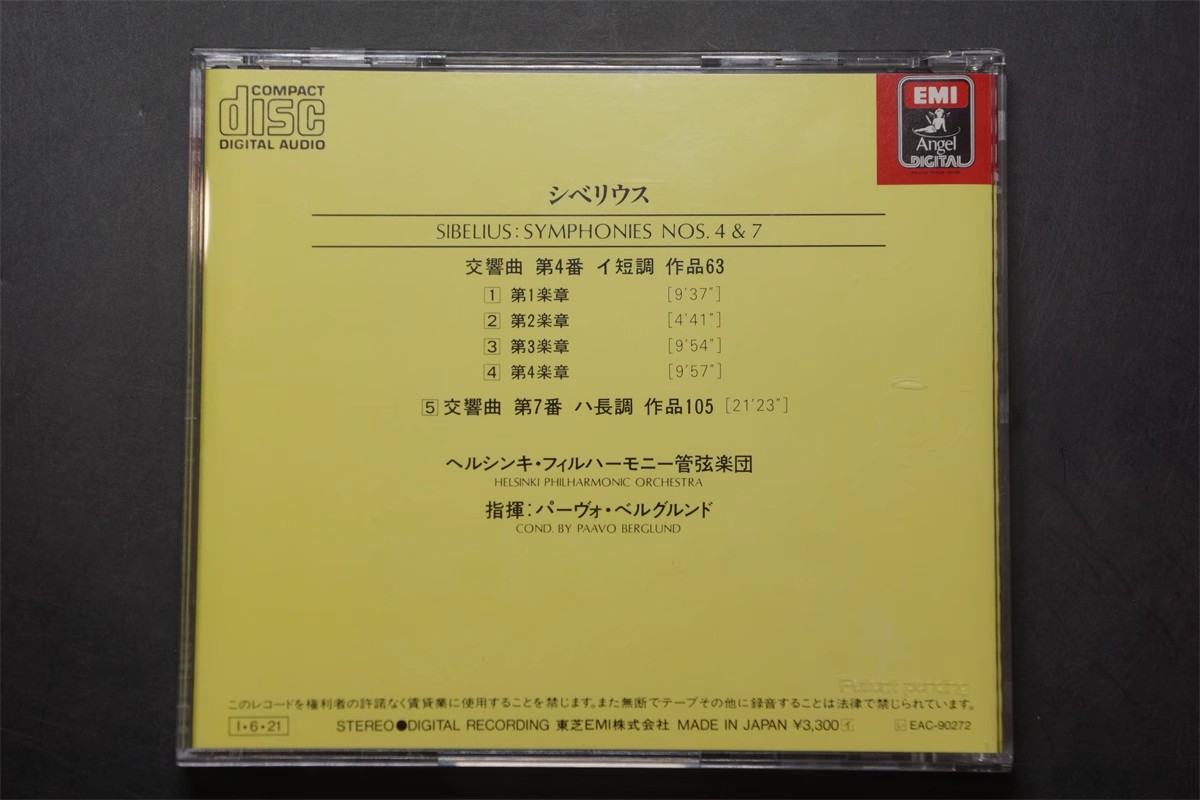 COMPACT
disc
DIGITAL AUDIO
EMI
Angel
DIGITAL
シベリウス
SIBELIUS: SYMPHONIES NOS. 4 & 7
交響曲 第4番 イ短調 作品63
1 第1楽章 [9'37"]
2 第2楽章 [4'41"]
3 第3楽章 [9'54"]
4 第4楽章 [9'57"]
5 交響曲 第7番 ハ長調 作品105 [21'23"]
ヘルシンキ・フィルハーモニー管弦楽団
HELSINKI PHILHARMONIC ORCHESTRA
指揮:パーヴォ・ベルグルンド
COND. BY PAAVO BERGLUND
Patent pending
このレコードを権利者の許諾なく賃貸業に使用することを禁じます。また無断でテープその他に録音することは法律で禁じられています。
I・6・21 STEREO●DIGITAL RECORDING 東芝EMI株式会社 MADE IN JAPAN ¥3,300 イ EAC-90272